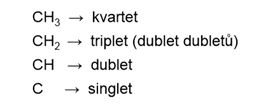 CH₃ → kvartet
CH₂ → triplet (dublet dubletů)
CH → dublet
C → singlet